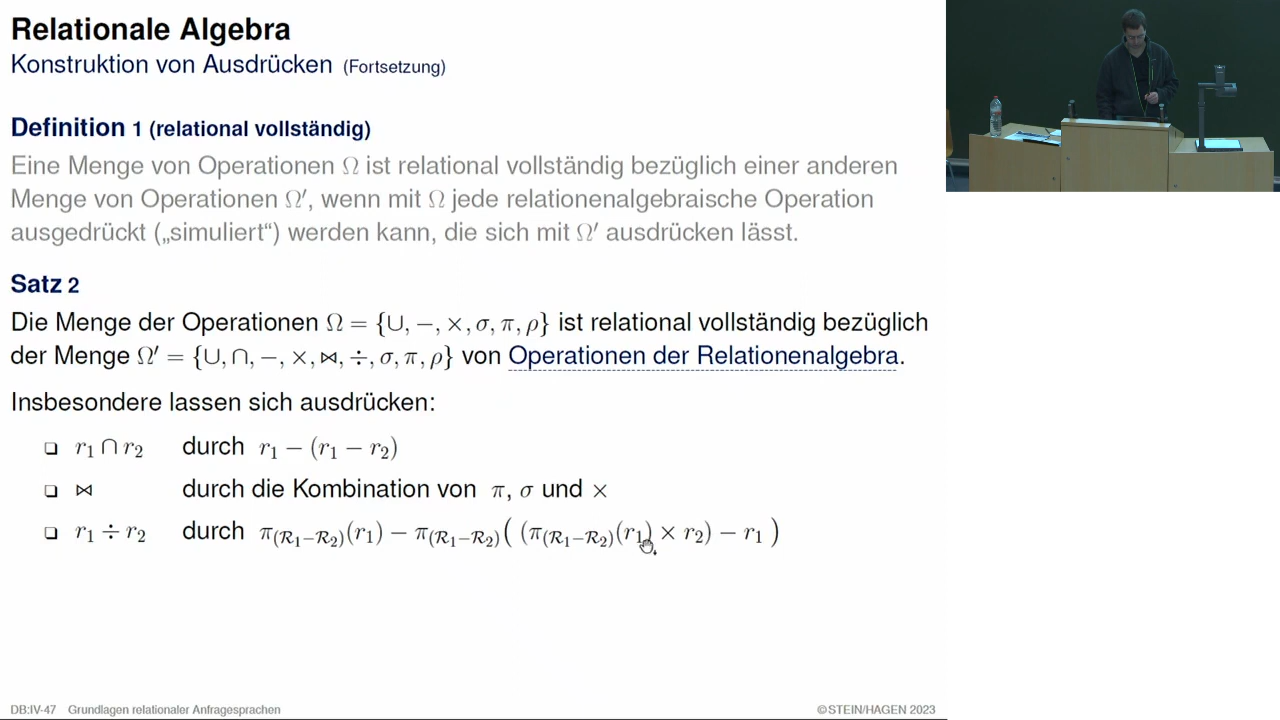 Relationale Algebra
Konstruktion von Ausdrücken (Fortsetzung)
Definition 1 (relational vollständig)
Eine Menge von Operationen Ω ist relational vollständig bezüglich einer anderen
Menge von Operationen Ω′, wenn mit Ω jede relationenalgebraische Operation
ausgedrückt („simuliert“) werden kann, die sich mit Ω′ ausdrücken lässt.
Satz 2
Die Menge der Operationen Ω = {∪, −, ×, σ, π, ρ} ist relational vollständig bezüglich
der Menge Ω′ = {∪, ∩, −, ×, ⋈, ÷, σ, π, ρ} von Operationen der Relationenalgebra.
Insbesondere lassen sich ausdrücken:
❑ r₁ ∩ r₂ durch r₁ − (r₁ − r₂)
❑ ⋈ durch die Kombination von π, σ und ×
❑ r₁ ÷ r₂ durch π_(ℛ₁−ℛ₂)(r₁) − π_(ℛ₁−ℛ₂)( (π_(ℛ₁−ℛ₂)(r₁) × r₂) − r₁ )
DB:IV-47 Grundlagen relationaler Anfragesprachen ©STEIN/HAGEN 2023